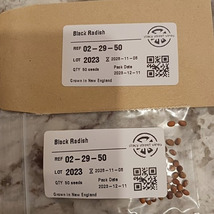 Black Radish
REF 02-29-50
LOT 2023 2025-11-08
QTY 50 seeds Pack Date
2023-12-11
Grown in New England
Black Radish
REF 02-29-50
LOT 2023 2025-11-08
QTY 50 seeds Pack Date
2023-12-11
Grown in New England